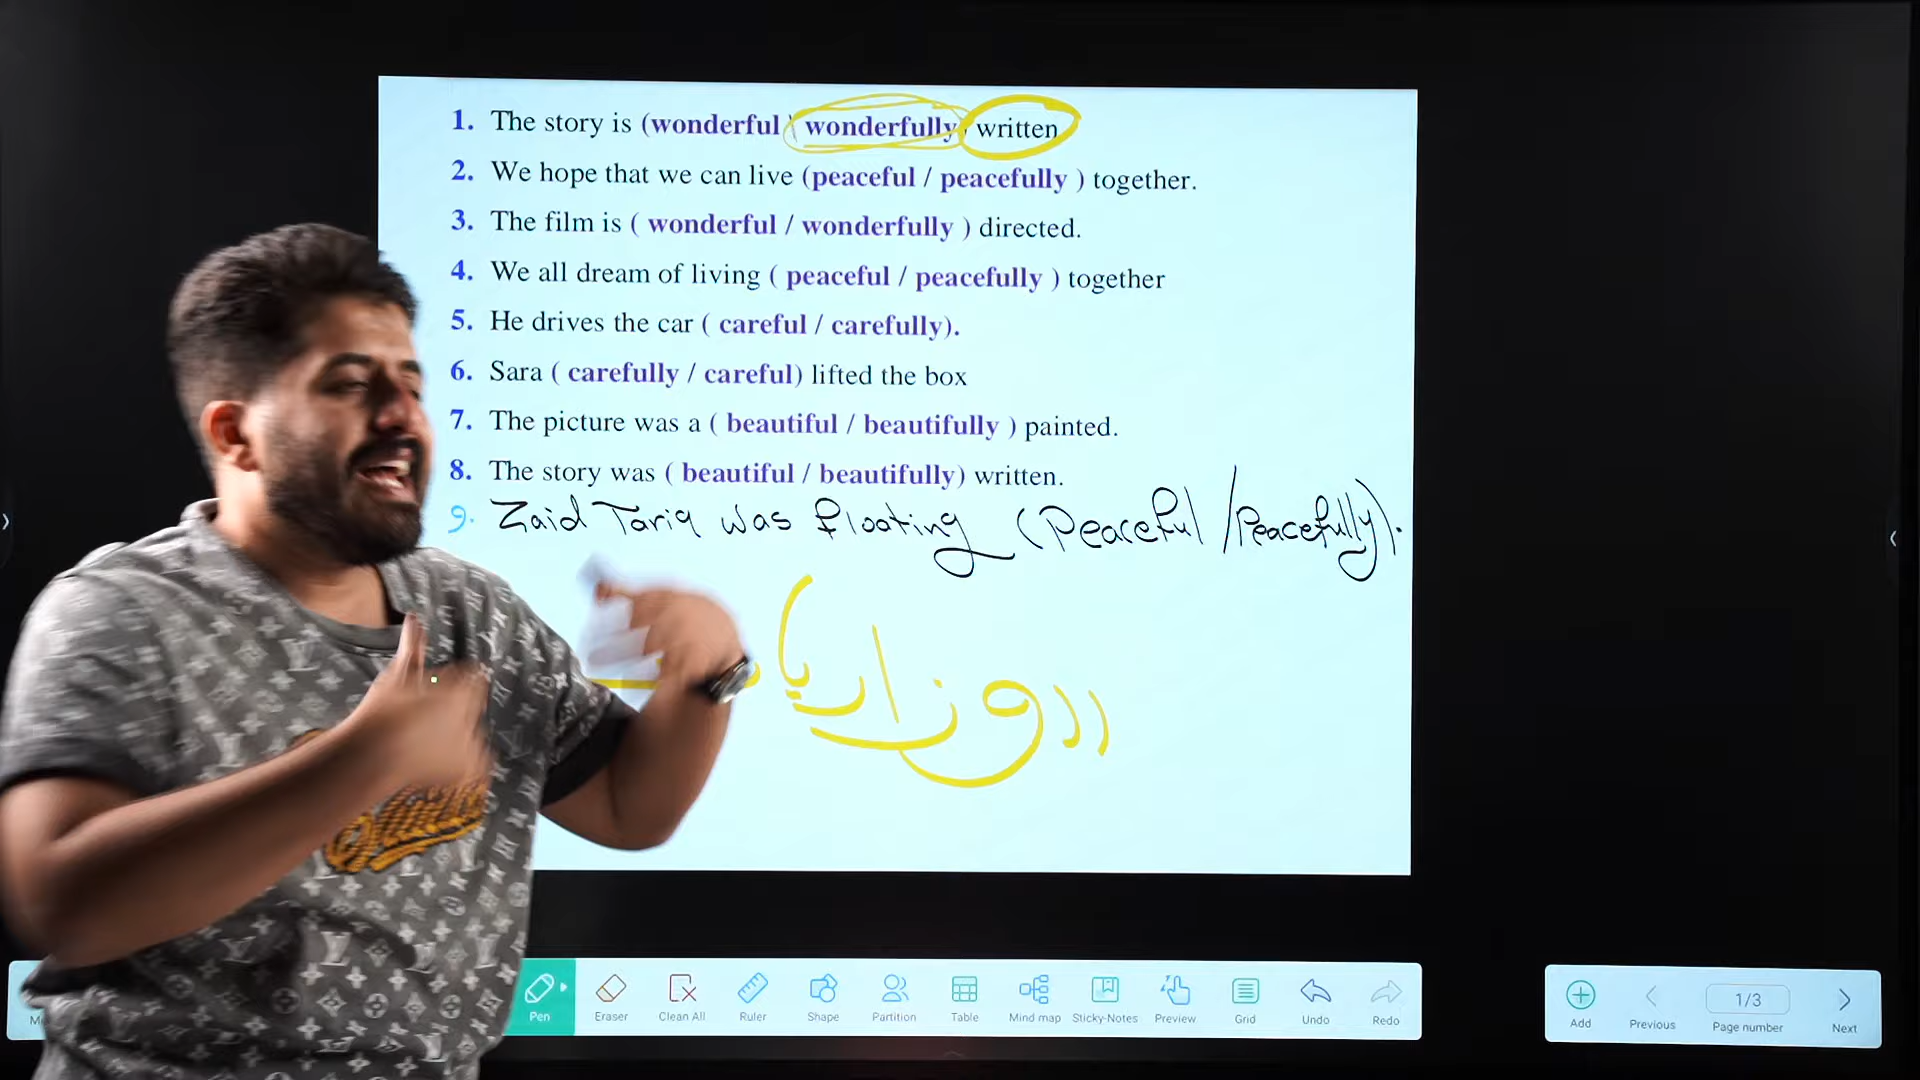 1. The story is (wonderful \ wonderfully) written
2. We hope that we can live (peaceful / peacefully ) together.
3. The film is ( wonderful / wonderfully ) directed.
4. We all dream of living ( peaceful / peacefully ) together
5. He drives the car ( careful / carefully).
6. Sara ( carefully / careful) lifted the box
7. The picture was a ( beautiful / beautifully ) painted.
8. The story was ( beautiful / beautifully) written.
9. Zaid Tariq was floating (Peaceful / Peacefully).
Pen Eraser Clean All Ruler Shape Partition Table Mind map Sticky-Notes Preview Grid Undo Redo
Add Previous 1/3 Page number Next